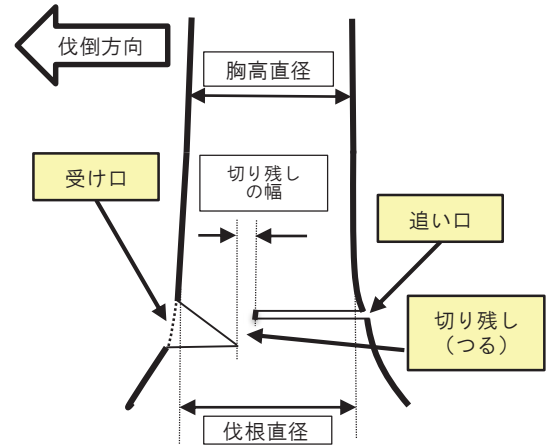 伐倒方向
胸高直径
切り残し
の幅
受け口
追い口
切り残し
（つる）
伐根直径